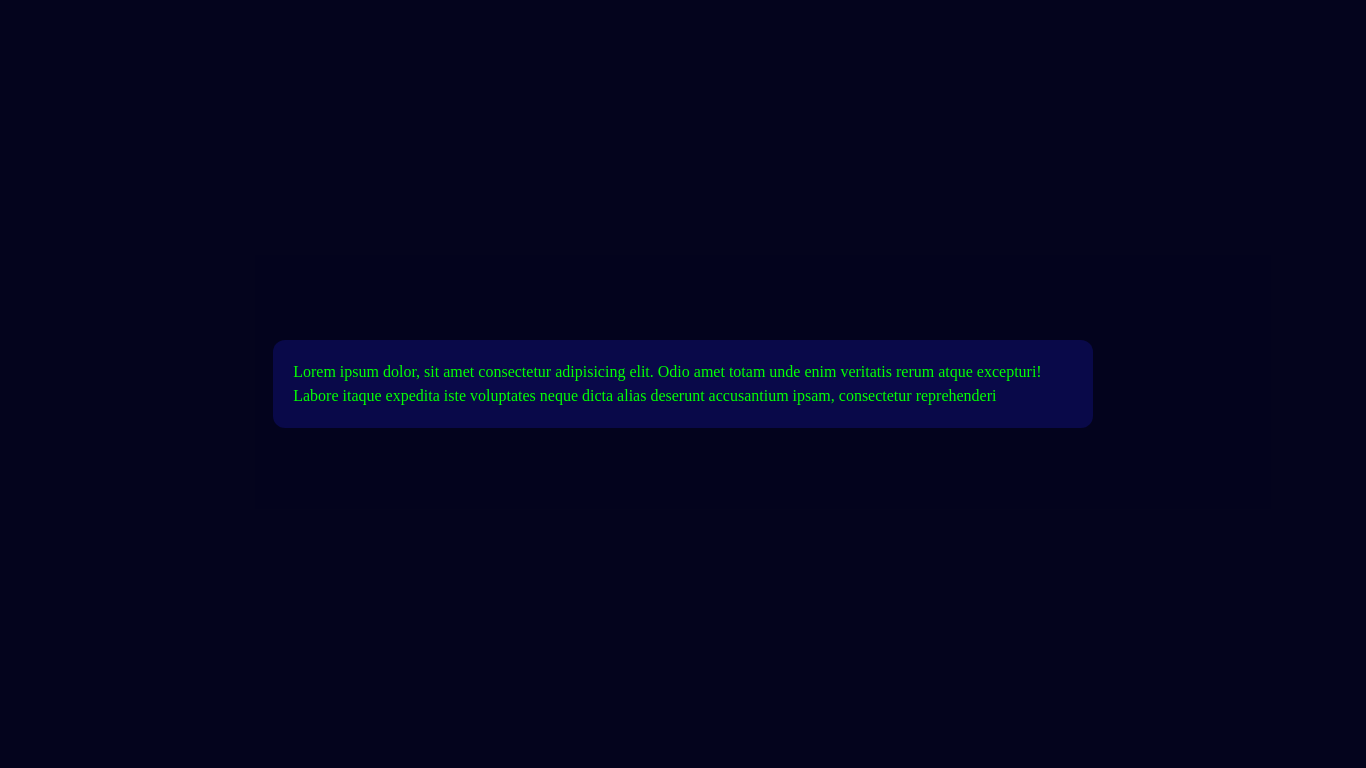 Lorem ipsum dolor, sit amet consectetur adipisicing elit. Odio amet totam unde enim veritatis rerum atque excepturi!
Labore itaque expedita iste voluptates neque dicta alias deserunt accusantium ipsam, consectetur reprehenderi